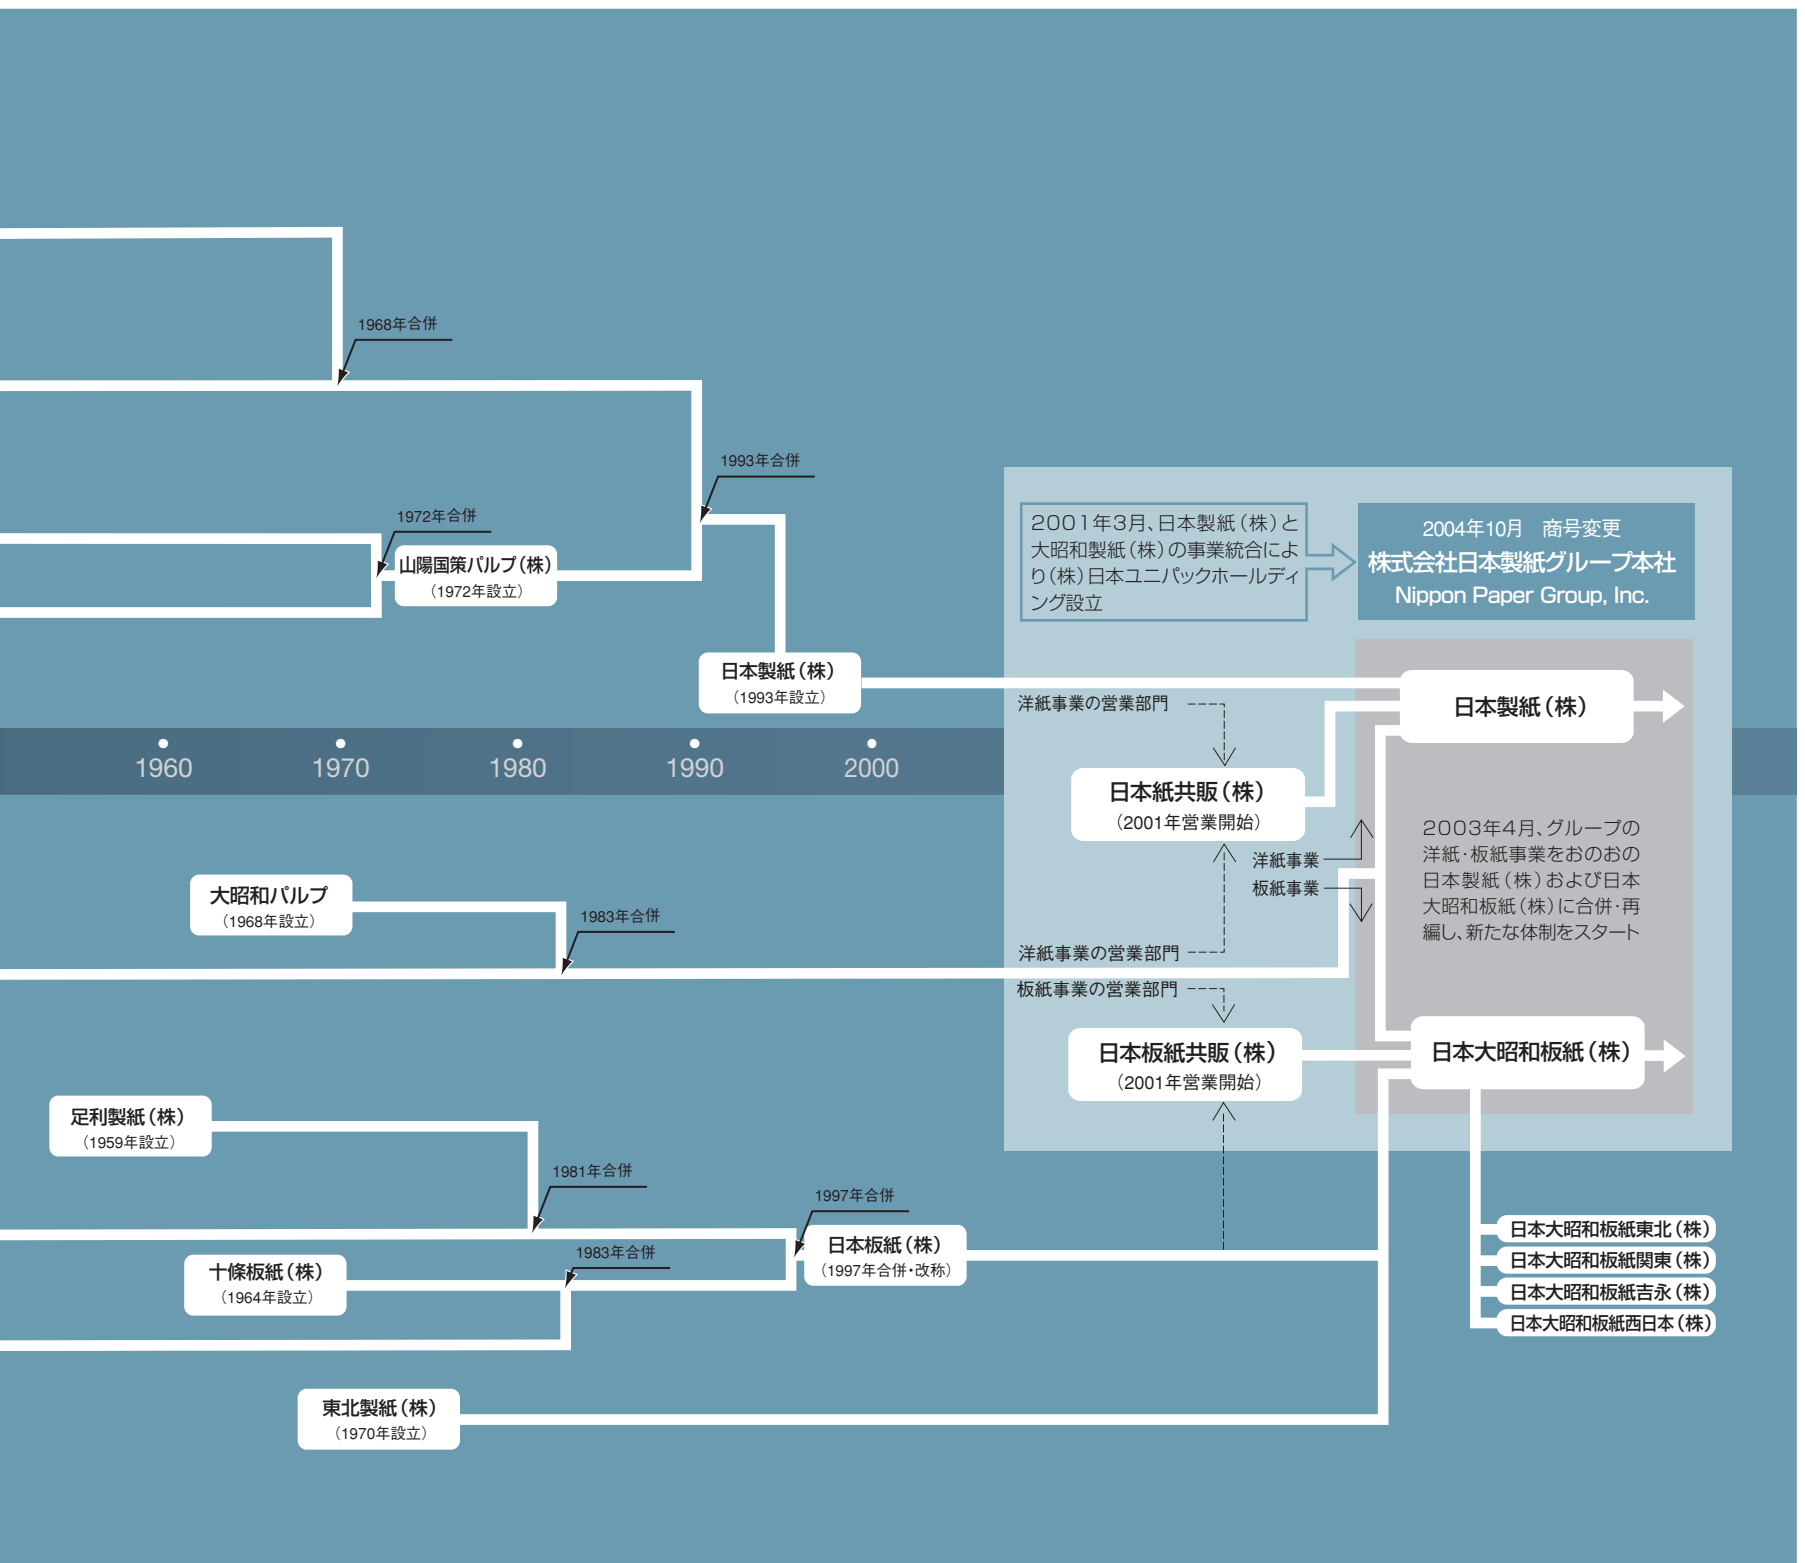 1968年合併
1993年合併
1972年合併
山陽国策パルプ(株)
(1972年設立)
2001年3月、日本製紙(株)と
大昭和製紙(株)の事業統合によ
り(株)日本ユニパックホールディ
ング設立
2004年10月 商号変更
株式会社日本製紙グループ本社
Nippon Paper Group, Inc.
日本製紙(株)
(1993年設立)
日本製紙(株)
洋紙事業の営業部門
1960
1970
1980
1990
2000
日本紙共販(株)
(2001年営業開始)
洋紙事業
板紙事業
2003年4月、グループの
洋紙・板紙事業をおのおの
日本製紙(株)および日本
大昭和板紙(株)に合併・再
編し、新たな体制をスタート
大昭和パルプ
(1968年設立)
1983年合併
洋紙事業の営業部門
板紙事業の営業部門
日本板紙共販(株)
(2001年営業開始)
日本大昭和板紙(株)
足利製紙(株)
(1959年設立)
1981年合併
1997年合併
日本板紙(株)
(1997年合併・改称)
十條板紙(株)
(1964年設立)
1983年合併
日本大昭和板紙東北(株)
日本大昭和板紙関東(株)
日本大昭和板紙吉永(株)
日本大昭和板紙西日本(株)
東北製紙(株)
(1970年設立)